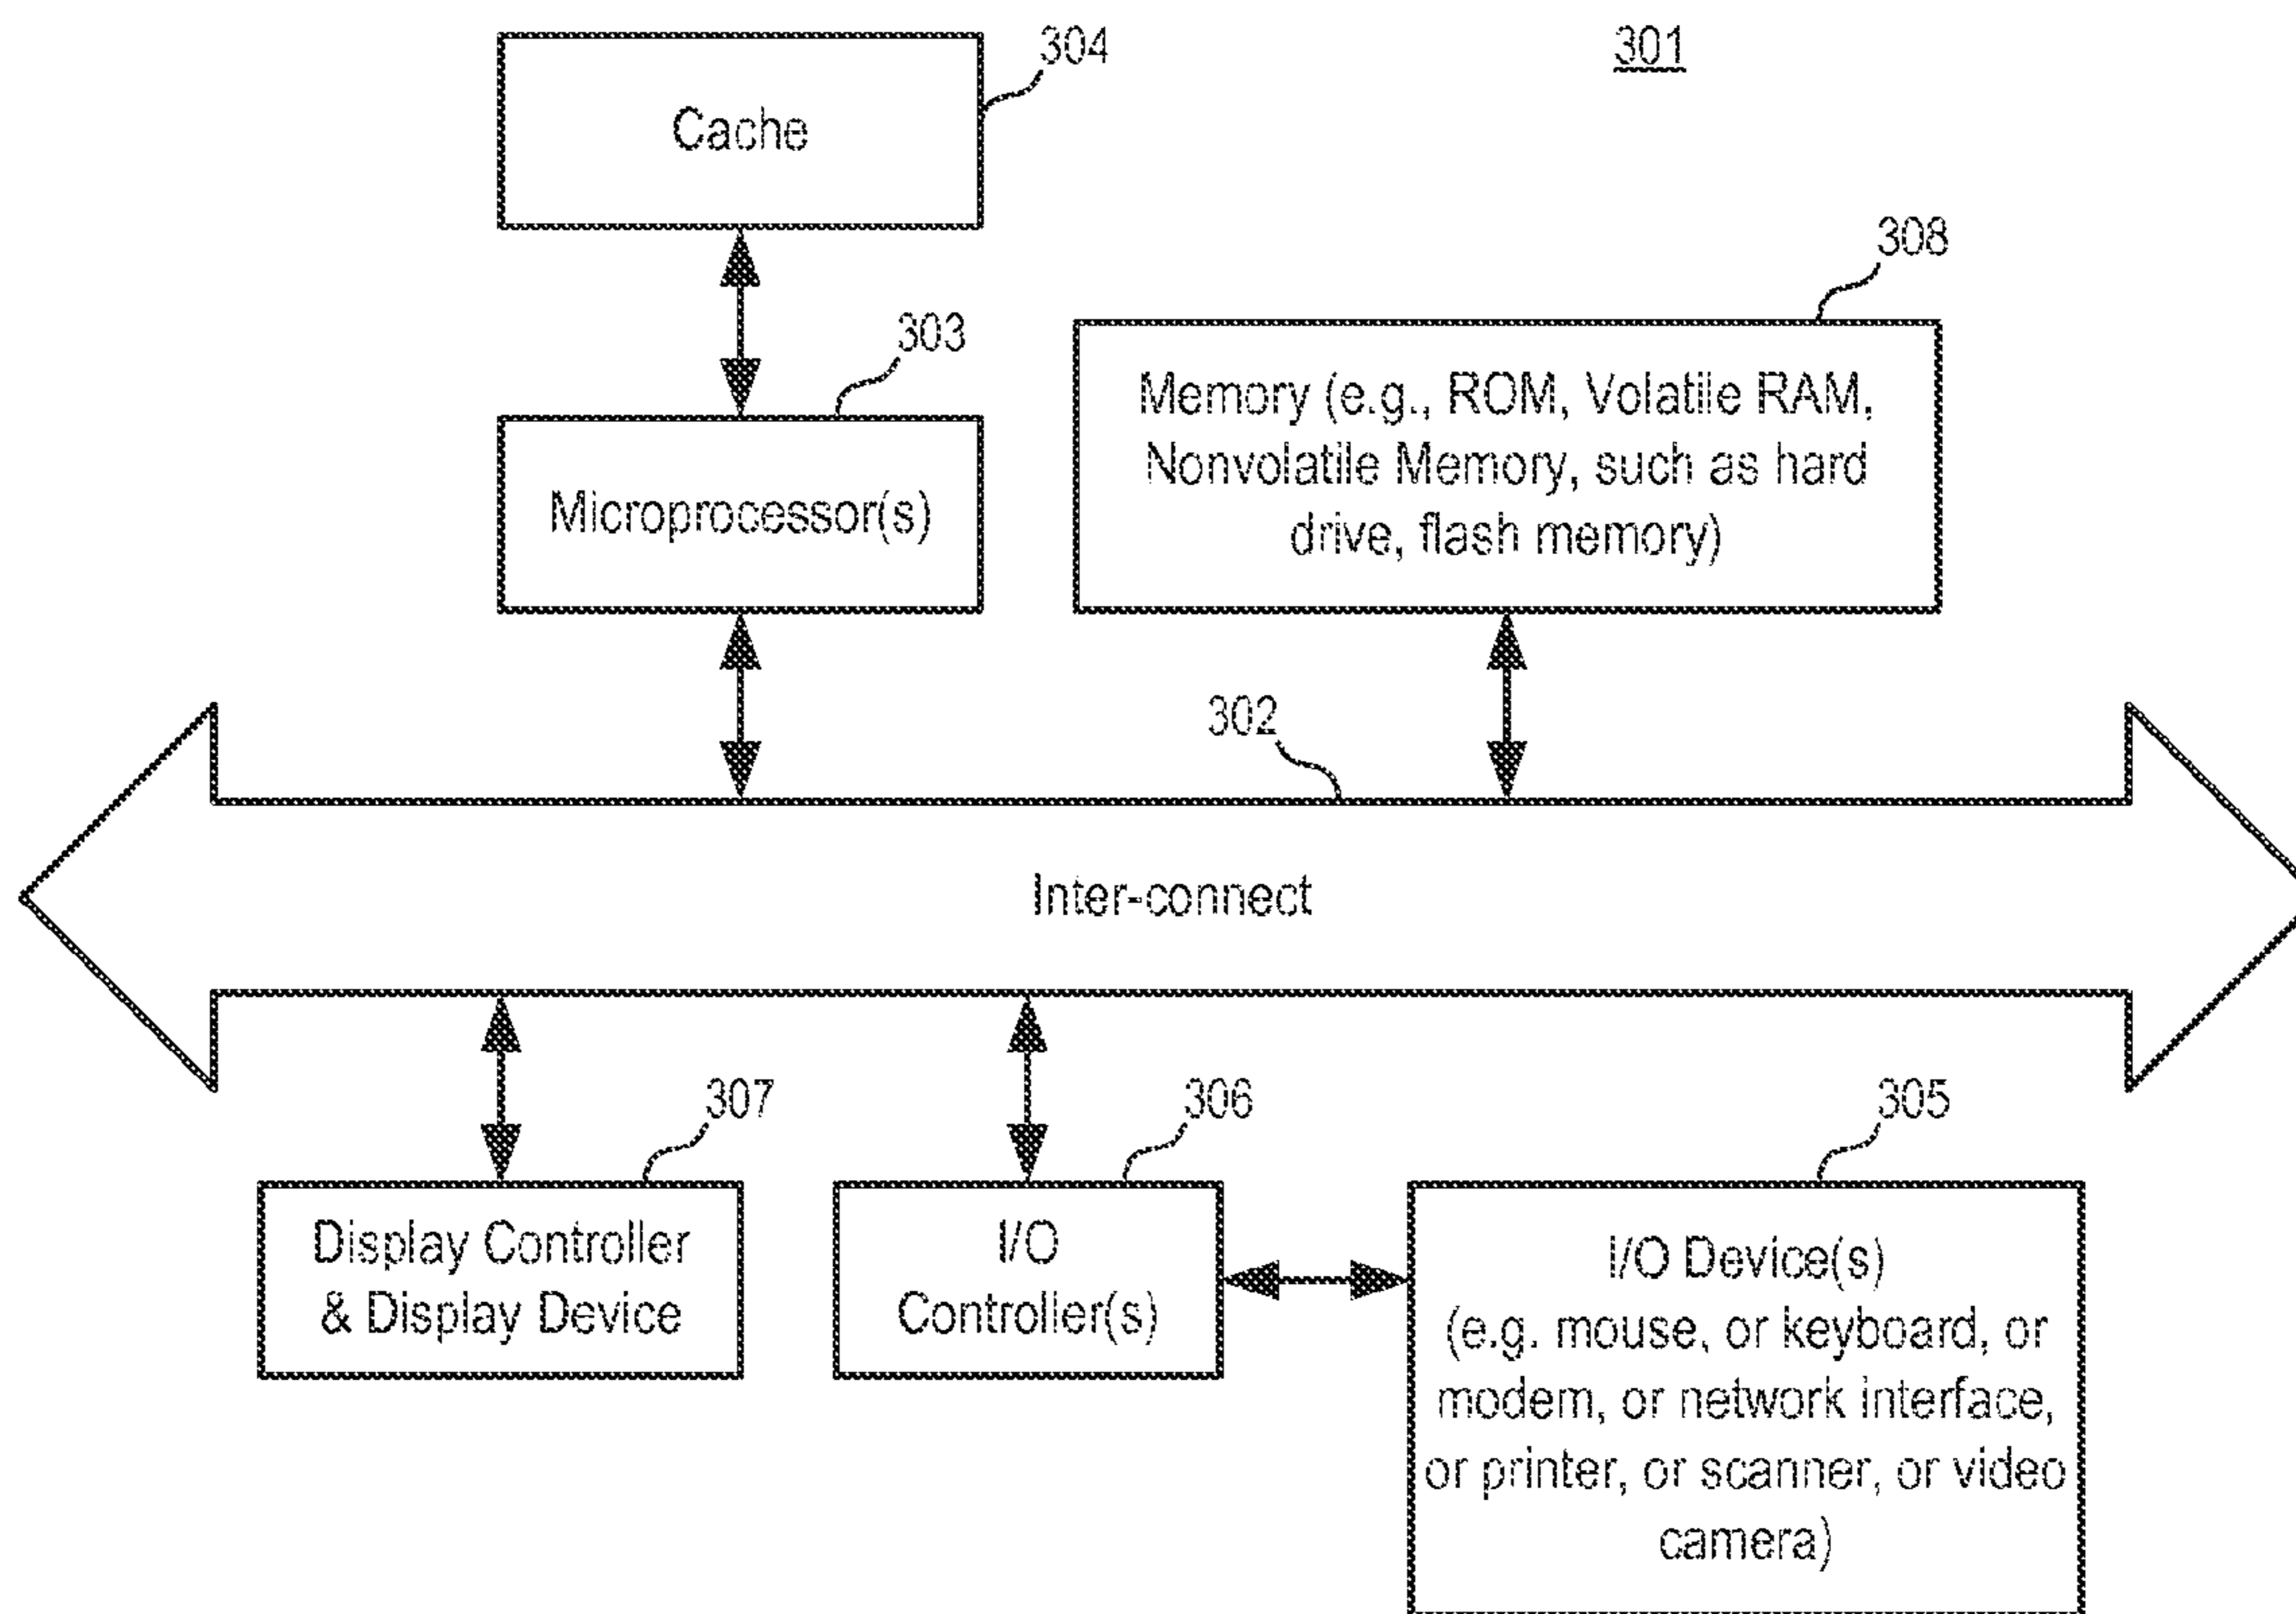 304
301
Cache
308
303
Memory (e.g., ROM, Volatile RAM,
Nonvolatile Memory, such as hard
drive, flash memory)
Microprocessor(s)
302
Inter-connect
307
306
305
Display Controller
& Display Device
I/O
Controller(s)
I/O Device(s)
(e.g. mouse, or keyboard, or
modem, or network interface,
or printer, or scanner, or video
camera)